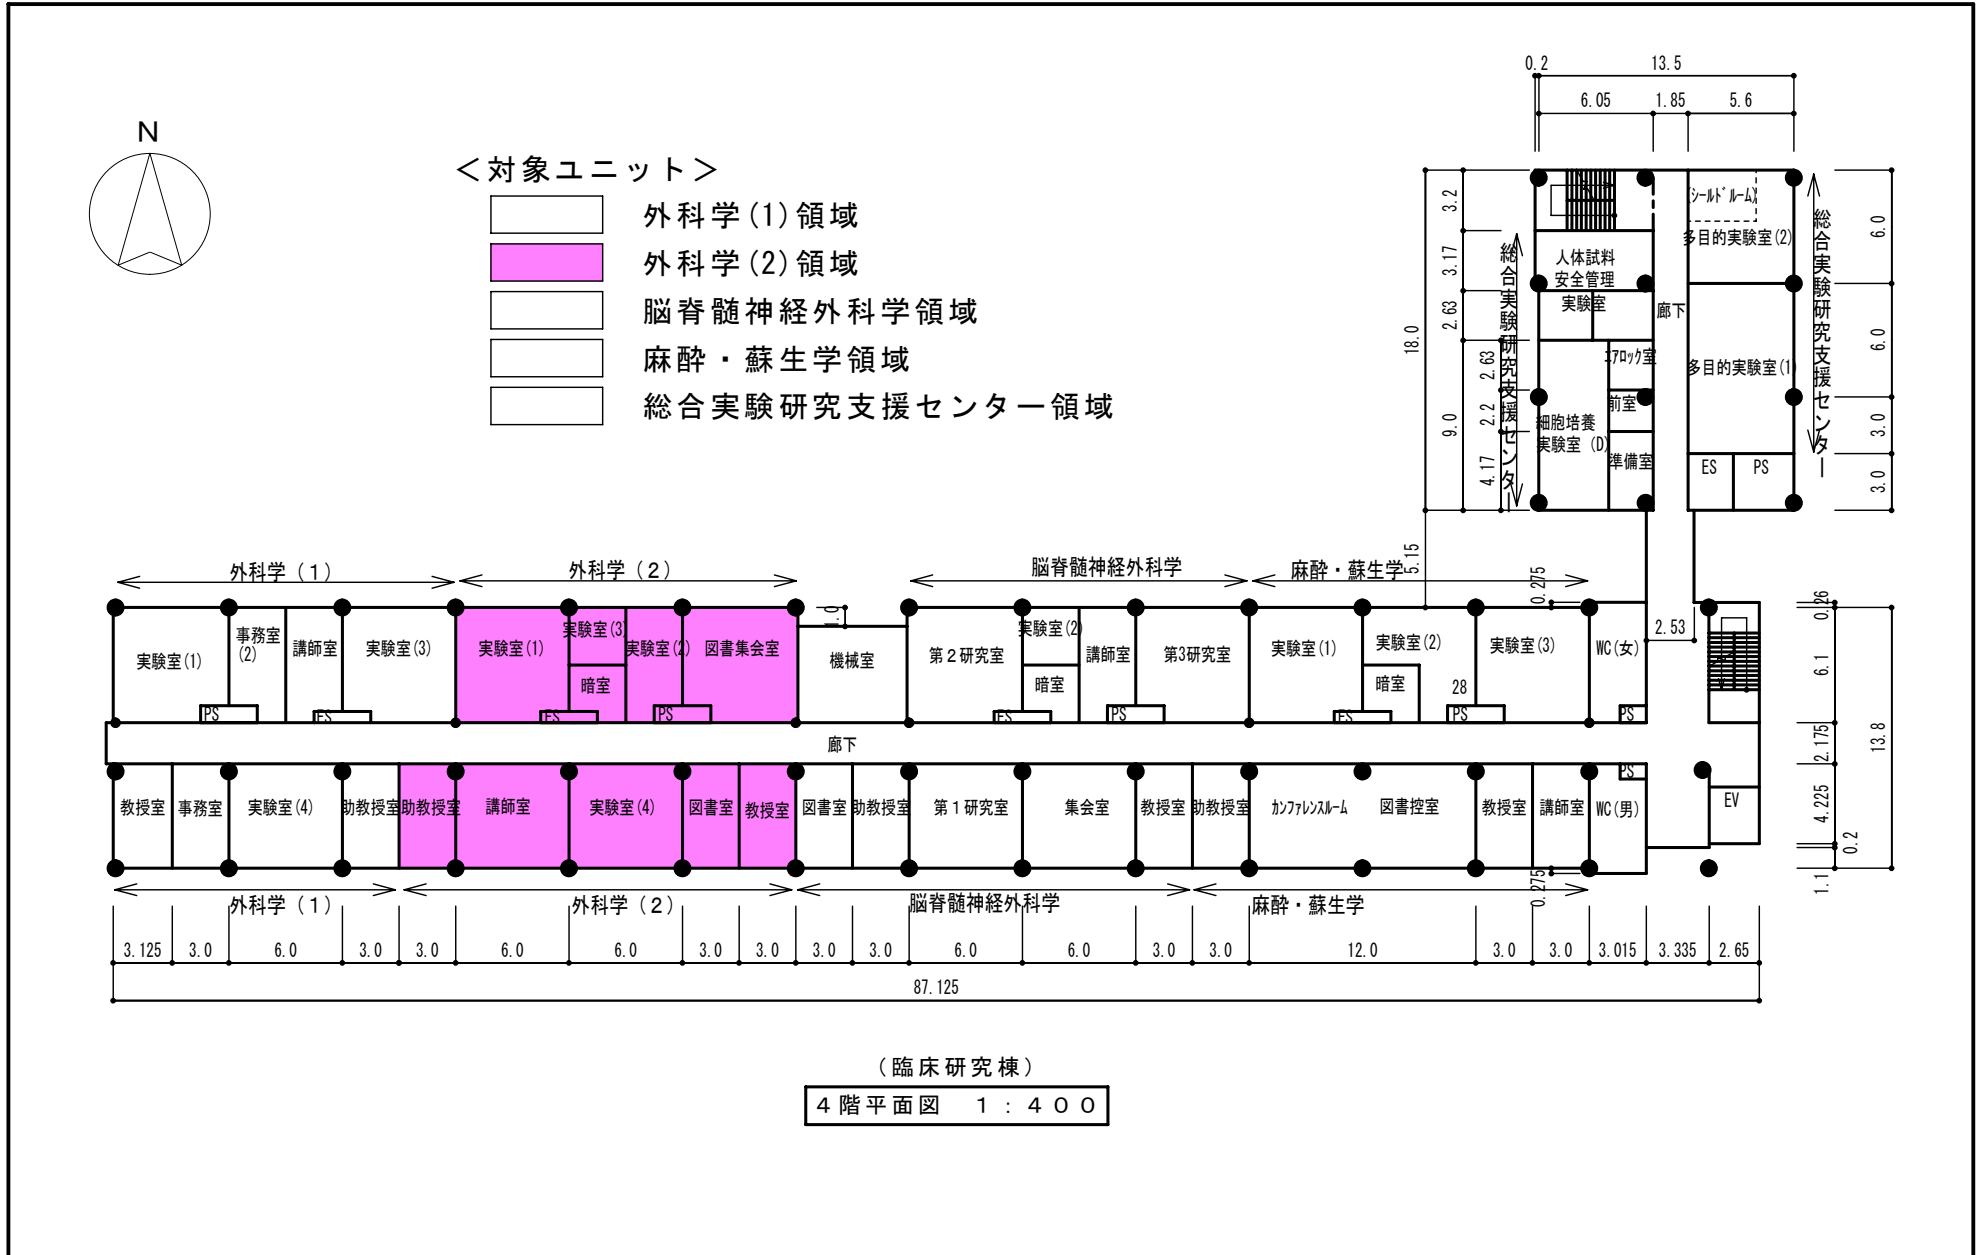 0.2
13.5
6.05
1.85
5.6
N
<対象ユニット>
外科学(1)領域
外科学(2)領域
脳脊髄神経外科学領域
麻酔・蘇生学領域
総合実験研究支援センター領域
18.0
3.2
3.17
2.63
9.0
2.63
2.2
4.17
5.15
総合実験研究支援センター
(シールドルーム)
多目的実験室(2)
人体試料
安全管理
実験室
廊下
エアロック室
多目的実験室(1)
前室
細胞培養
実験室 (D)
準備室
ES
PS
総合実験研究支援センター
6.0
6.0
3.0
3.0
外科学(1)
外科学(2)
脳脊髄神経外科学
麻酔・蘇生学
0.275
1.0
2.53
実験室(1)
事務室
(2)
講師室
実験室(3)
実験室(1)
実験室(3)
実験室(2)
図書集会室
暗室
機械室
第2研究室
実験室(2)
暗室
講師室
第3研究室
実験室(1)
実験室(2)
暗室
28
実験室(3)
WC(女)
PS
ES
ES
PS
ES
PS
ES
PS
PS
廊下
0.26
6.1
2.175
4.225
0.2
1.1
13.8
教授室
事務室
実験室(4)
助教授室
助教授室
講師室
実験室(4)
図書室
教授室
図書室
助教授室
第1研究室
集会室
教授室
助教授室
カンファレンスルーム
図書控室
教授室
講師室
WC(男)
PS
EV
0.275
外科学(1)
外科学(2)
脳脊髄神経外科学
麻酔・蘇生学
3.125
3.0
6.0
3.0
3.0
6.0
6.0
3.0
3.0
3.0
3.0
6.0
6.0
3.0
3.0
12.0
3.0
3.0
3.015
3.335
2.65
87.125
(臨床研究棟)
4階平面図 1:400